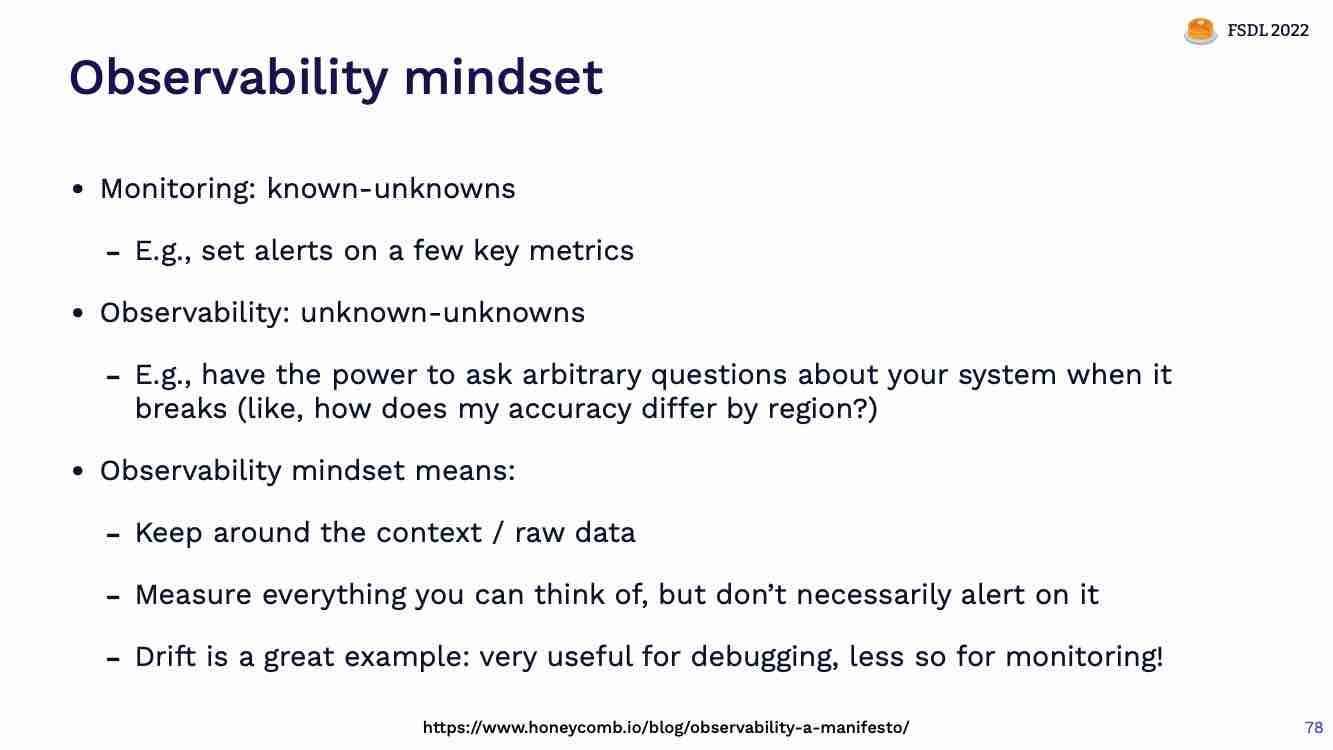 FSDL 2022
Observability mindset
• Monitoring: known-unknowns
- E.g., set alerts on a few key metrics
• Observability: unknown-unknowns
- E.g., have the power to ask arbitrary questions about your system when it
breaks (like, how does my accuracy differ by region?)
• Observability mindset means:
- Keep around the context / raw data
- Measure everything you can think of, but don’t necessarily alert on it
- Drift is a great example: very useful for debugging, less so for monitoring!
https://www.honeycomb.io/blog/observability-a-manifesto/
78